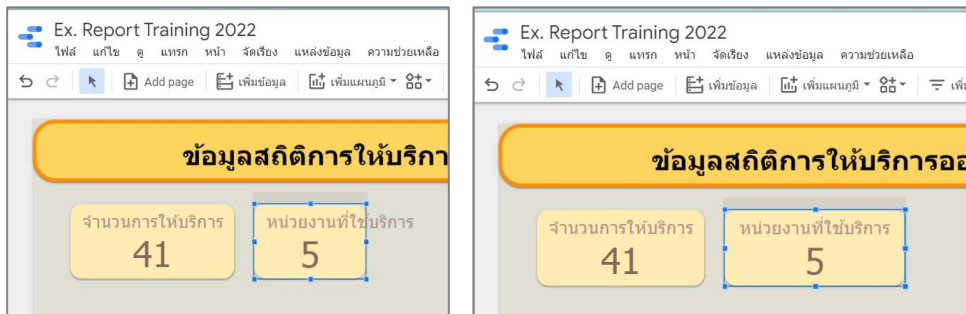 Ex. Report Training 2022
ไฟล์ แก้ไข ดู แทรก หน้า จัดเรียง แหล่งข้อมูล ความช่วยเหลือ
Add page เพิ่มข้อมูล เพิ่มแผนภูมิ
ข้อมูลสถิติการให้บริกา
จำนวนการให้บริการ หน่วยงานที่ใช้บริการ
41 5
Ex. Report Training 2022
ไฟล์ แก้ไข ดู แทรก หน้า จัดเรียง แหล่งข้อมูล ความช่วยเหลือ
Add page เพิ่มข้อมูล เพิ่มแผนภูมิ เพิ่
ข้อมูลสถิติการให้บริการออ
จำนวนการให้บริการ หน่วยงานที่ใช้บริการ
41 5